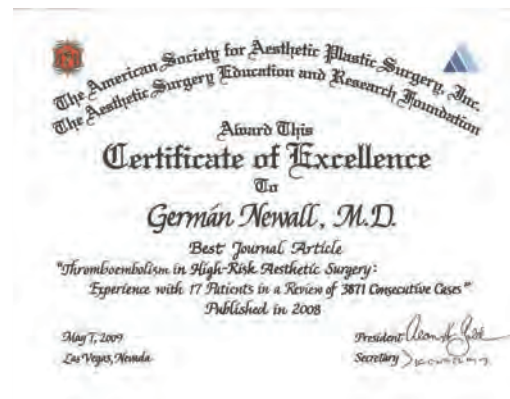 The American Society for Aesthetic Plastic Surgery, Inc.
The Aesthetic Surgery Education and Research Foundation
Award This
Certificate of Excellence
To
Germán Newall, M.D.
Best Journal Article
"Thromboembolism in High-Risk Aesthetic Surgery:
Experience with 17 Patients in a Review of 3871 Consecutive Cases"
Published in 2008
May 7, 2009
Las Vegas, Nevada
President
Secretary